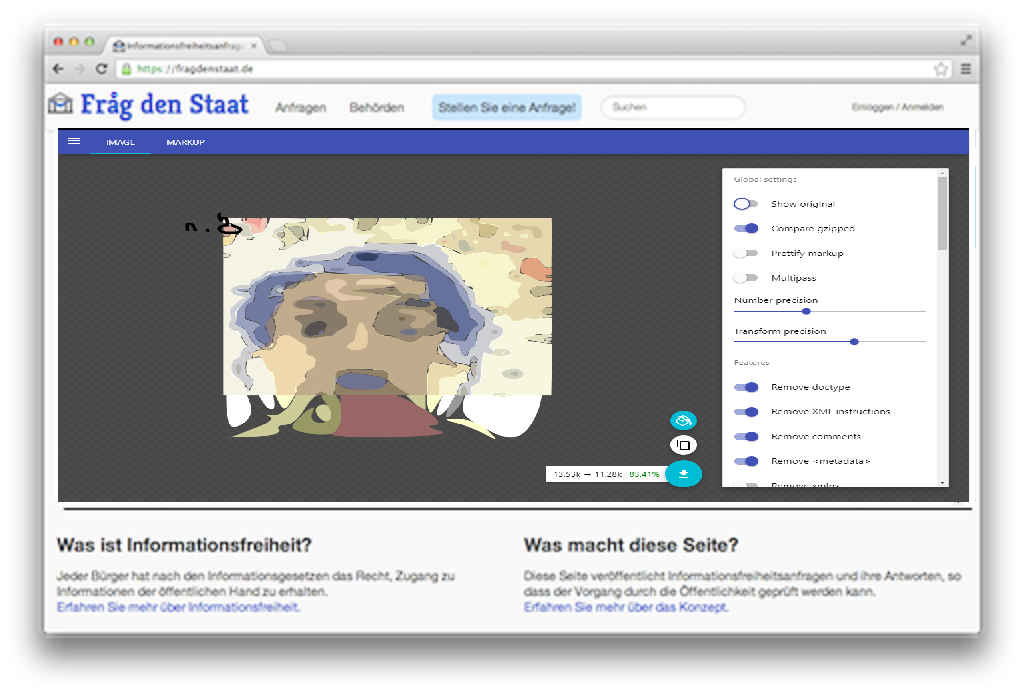 Informationsfreiheitsanfrage
https://fragdenstaat.de
Fråg den Staat
Anfragen
Behörden
Stellen Sie eine Anfrage!
Suchen
Einloggen / Anmelden
IMAGE
MARKUP
Global settings
Show original
Compare gzipped
Prettify markup
Multipass
Number precision
Transform precision
Features
Remove doctype
Remove XML instructions
Remove comments
Remove <metadata>
Remove xmlns
13.53k → 11.28k 83.41%
Was ist Informationsfreiheit?
Jeder Bürger hat nach den Informationsgesetzen das Recht, Zugang zu
Informationen der öffentlichen Hand zu erhalten.
Erfahren Sie mehr über Informationsfreiheit.
Was macht diese Seite?
Diese Seite veröffentlicht Informationsfreiheitsanfragen und ihre Antworten, so
dass der Vorgang durch die Öffentlichkeit geprüft werden kann.
Erfahren Sie mehr über das Konzept.